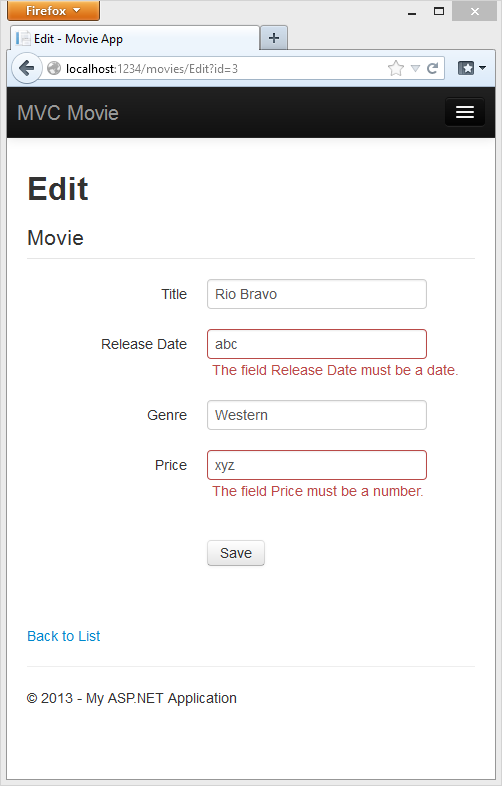 Firefox
Edit - Movie App
localhost:1234/movies/Edit?id=3
MVC Movie
Edit
Movie
Title Rio Bravo
Release Date abc
The field Release Date must be a date.
Genre Western
Price xyz
The field Price must be a number.
Save
Back to List
© 2013 - My ASP.NET Application